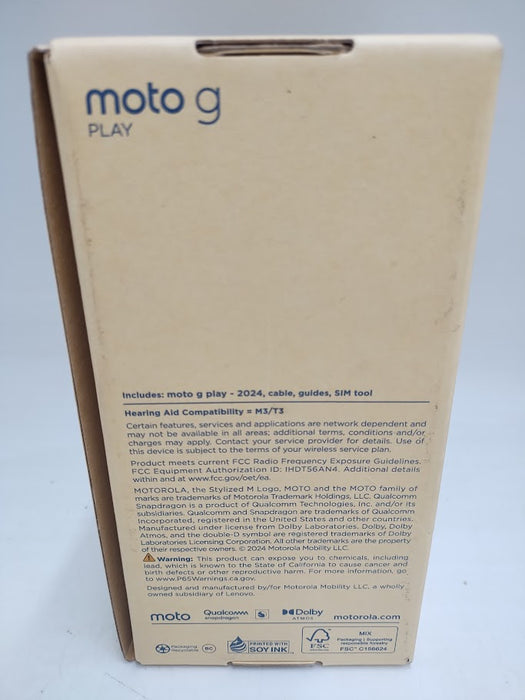 moto g
PLAY
Includes: moto g play - 2024, cable, guides, SIM tool
Hearing Aid Compatibility = M3/T3
Certain features, services and applications are network dependent and
may not be available in all areas; additional terms, conditions and/or
charges may apply. Contact your service provider for details. Use of
this device is subject to the terms of your wireless service plan.
Product meets current FCC Radio Frequency Exposure Guidelines.
FCC Equipment Authorization ID: IHDT56AN4. Additional details
within and at www.fcc.gov/oet/ea.
MOTOROLA, the Stylized M Logo, MOTO and the MOTO family of
marks are trademarks of Motorola Trademark Holdings, LLC. Qualcomm
Snapdragon is a product of Qualcomm Technologies, Inc. and/or its
subsidiaries. Qualcomm and Snapdragon are trademarks of Qualcomm
Incorporated, registered in the United States and other countries.
Manufactured under license from Dolby Laboratories. Dolby, Dolby
Atmos, and the double-D symbol are registered trademarks of Dolby
Laboratories Licensing Corporation. All other trademarks are the property
of their respective owners. © 2024 Motorola Mobility LLC.
Warning: This product can expose you to chemicals, including
lead, which is known to the State of California to cause cancer and
birth defects or other reproductive harm. For more information, go
to www.P65Warnings.ca.gov.
Designed and manufactured by/for Motorola Mobility LLC, a wholly
owned subsidiary of Lenovo.
moto Qualcomm snapdragon Dolby ATMOS motorola.com
Packaging Recyclable BC PRINTED WITH SOY INK FSC MIX
Packaging | Supporting
responsible forestry
FSC® C166624